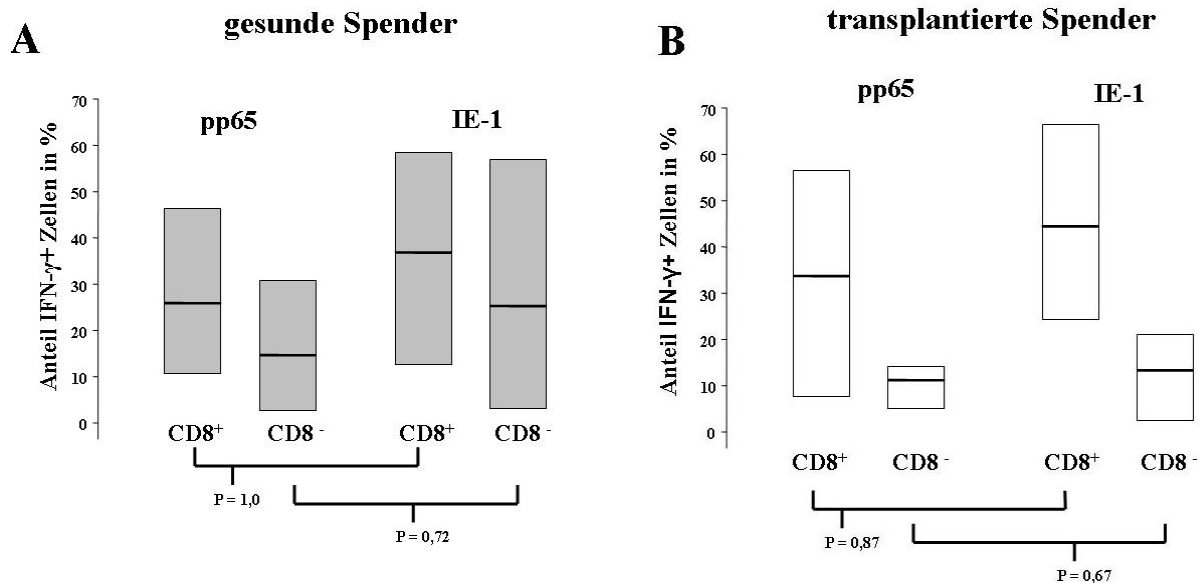 A
gesunde Spender
pp65
IE-1
Anteil IFN-γ+ Zellen in %
70
60
50
40
30
20
10
0
CD8+
CD8 -
CD8+
CD8 -
P = 1,0
P = 0,72
B
transplantierte Spender
pp65
IE-1
Anteil IFN-γ+ Zellen in %
70
60
50
40
30
20
10
0
CD8+
CD8 -
CD8+
CD8 -
P = 0,87
P = 0,67